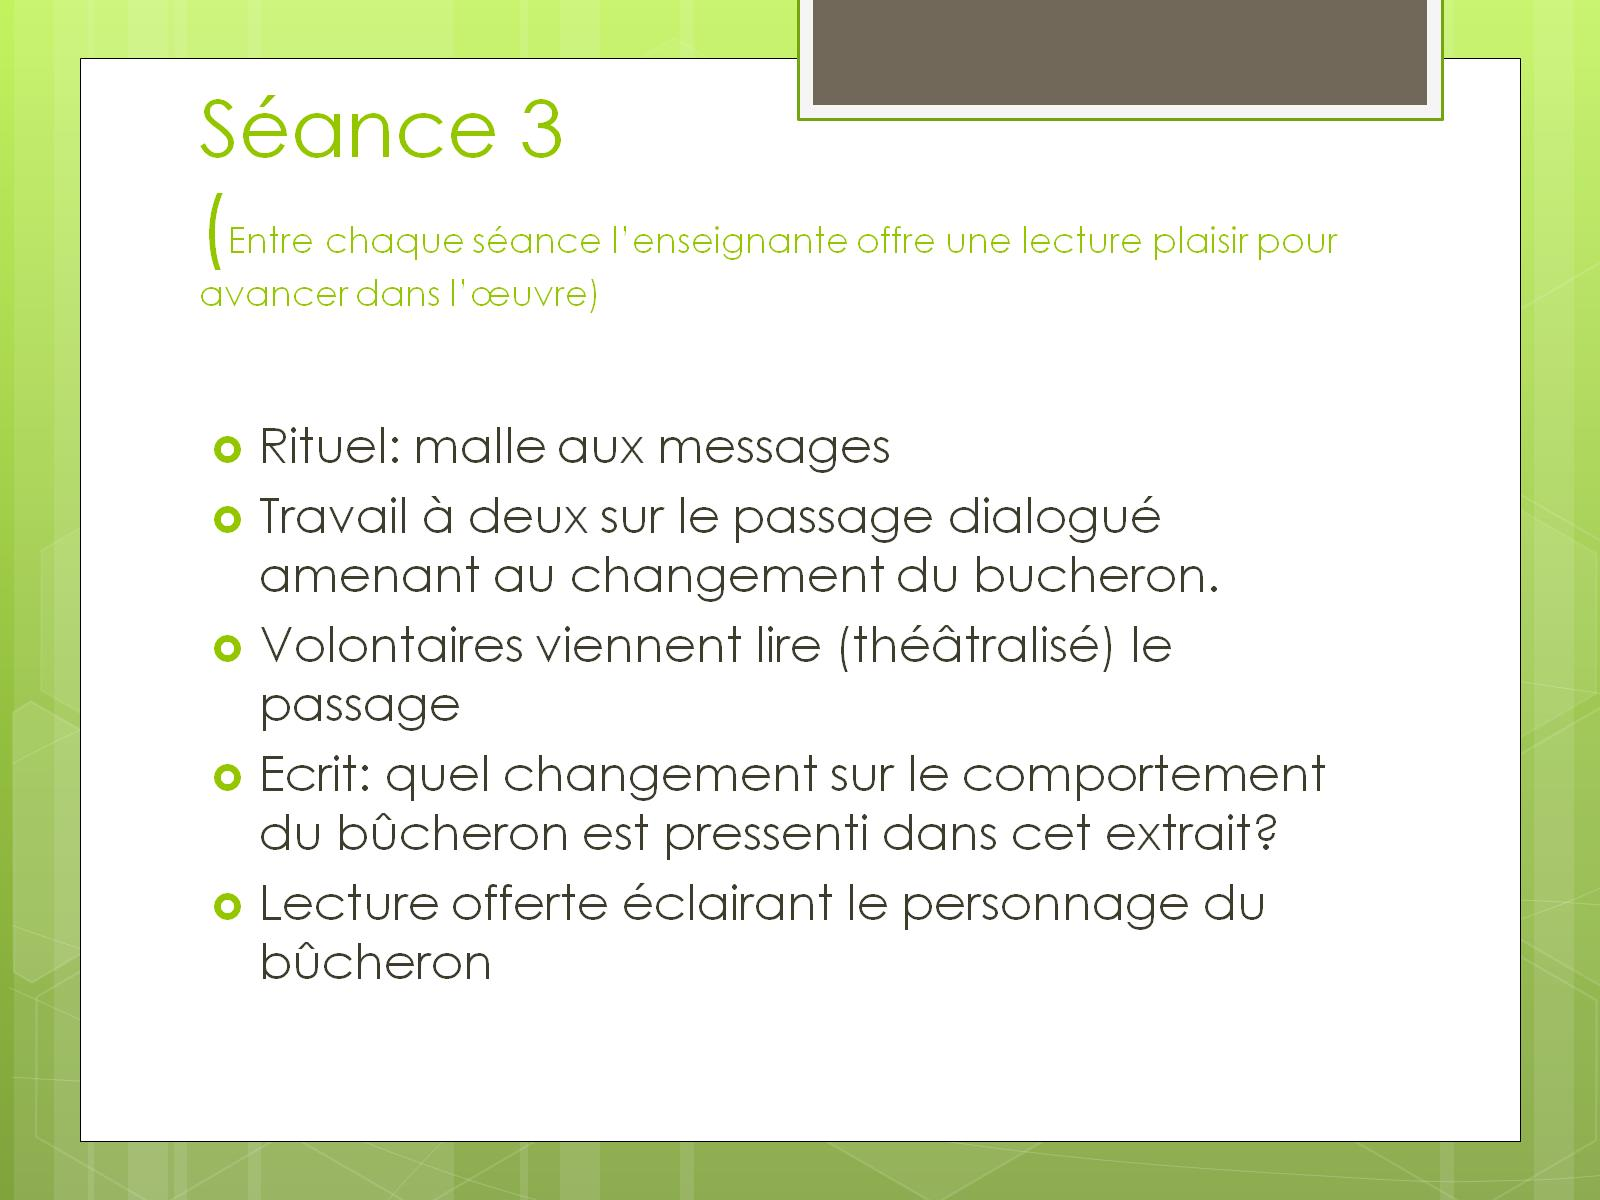 Séance 3
(Entre chaque séance l’enseignante offre une lecture plaisir pour
avancer dans l’œuvre)
Rituel: malle aux messages
Travail à deux sur le passage dialogué
amenant au changement du bucheron.
Volontaires viennent lire (théâtralisé) le
passage
Ecrit: quel changement sur le comportement
du bûcheron est pressenti dans cet extrait?
Lecture offerte éclairant le personnage du
bûcheron